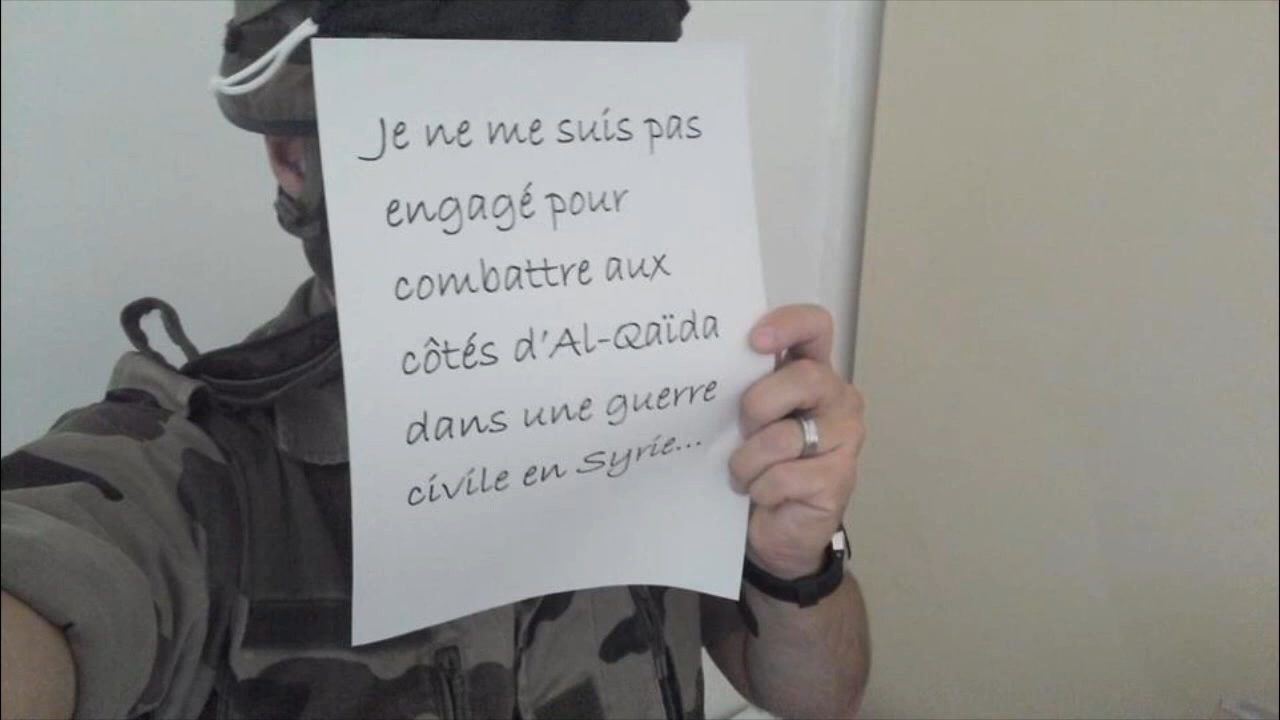 Je ne me suis pas
engagé pour
combattre aux
côtés d'Al-Qaïda
dans une guerre
civile en Syrie...